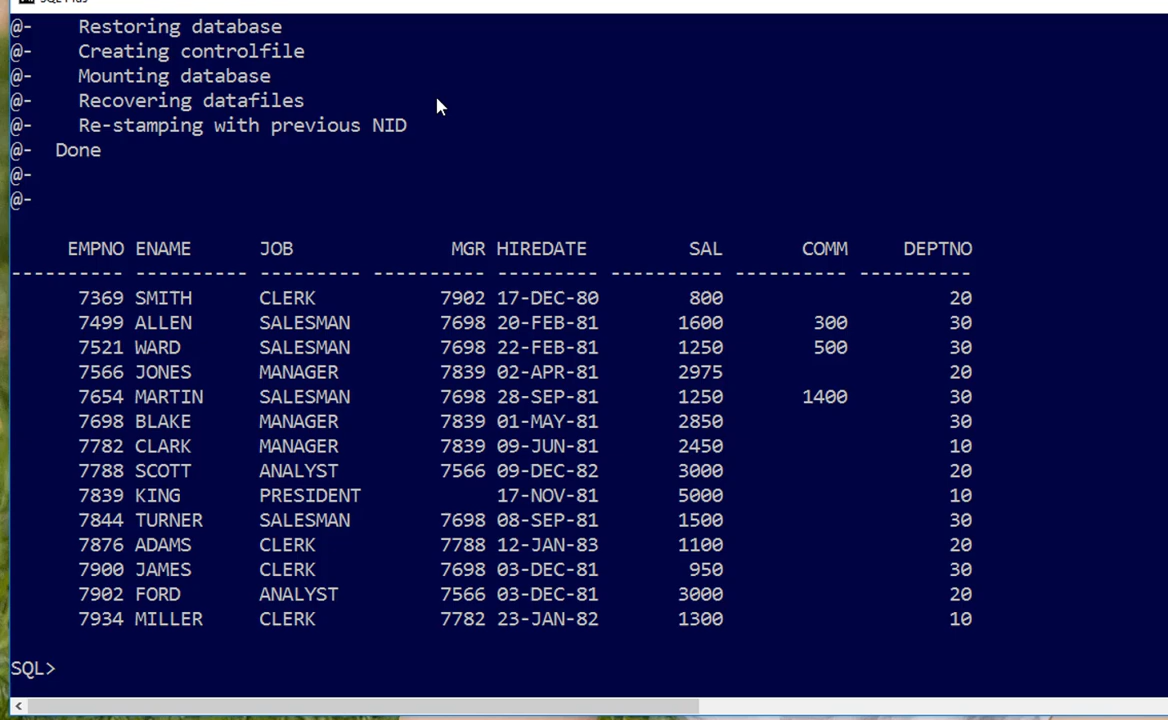 SQL Plus
@-    Restoring database
@-    Creating controlfile
@-    Mounting database
@-    Recovering datafiles
@-    Re-stamping with previous NID
@-  Done
@-
@-
     EMPNO ENAME      JOB              MGR HIREDATE         SAL       COMM     DEPTNO
---------- ---------- --------- ---------- --------- ---------- ---------- ----------
      7369 SMITH      CLERK           7902 17-DEC-80        800                    20
      7499 ALLEN      SALESMAN        7698 20-FEB-81       1600        300         30
      7521 WARD       SALESMAN        7698 22-FEB-81       1250        500         30
      7566 JONES      MANAGER         7839 02-APR-81       2975                    20
      7654 MARTIN     SALESMAN        7698 28-SEP-81       1250       1400         30
      7698 BLAKE      MANAGER         7839 01-MAY-81       2850                    30
      7782 CLARK      MANAGER         7839 09-JUN-81       2450                    10
      7788 SCOTT      ANALYST         7566 09-DEC-82       3000                    20
      7839 KING       PRESIDENT            17-NOV-81       5000                    10
      7844 TURNER     SALESMAN        7698 08-SEP-81       1500                    30
      7876 ADAMS      CLERK           7788 12-JAN-83       1100                    20
      7900 JAMES      CLERK           7698 03-DEC-81        950                    30
      7902 FORD       ANALYST         7566 03-DEC-81       3000                    20
      7934 MILLER     CLERK           7782 23-JAN-82       1300                    10
SQL>